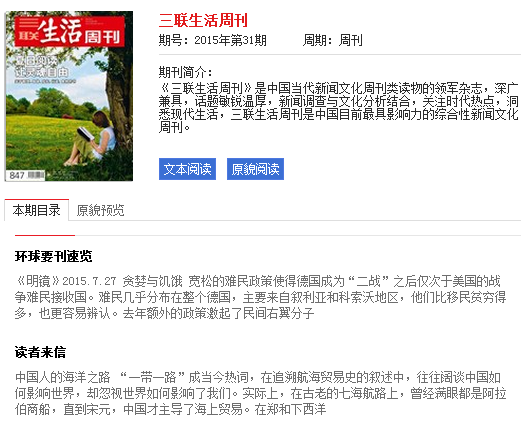 三联生活周刊
三联生活周刊
期号：2015年第31期 周期：周刊
夏日阅读
让灵魂自由
期刊简介：
《三联生活周刊》是中国当代新闻文化周刊类读物的领军杂志，深广
兼具，话题敏锐温厚，新闻调查与文化分析结合，关注时代热点，洞
悉现代生活，三联生活周刊是中国目前最具影响力的综合性新闻文化
周刊。
847
文本阅读 原貌阅读
本期目录 原貌预览
环球要刊速览
《明镜》2015.7.27 贪婪与饥饿 宽松的难民政策使得德国成为“二战”之后仅次于美国的战
争难民接收国。难民几乎分布在整个德国，主要来自叙利亚和科索沃地区，他们比移民贫穷得
多，也更容易辨认。去年额外的政策激起了民间右翼分子
读者来信
中国人的海洋之路 “一带一路”成当今热词，在追溯航海贸易史的叙述中，往往阔谈中国如
何影响世界，却忽视世界如何影响了我们。实际上，在古老的七海航路上，曾经满眼都是阿拉
伯商船，直到宋元，中国才主导了海上贸易。在郑和下西洋